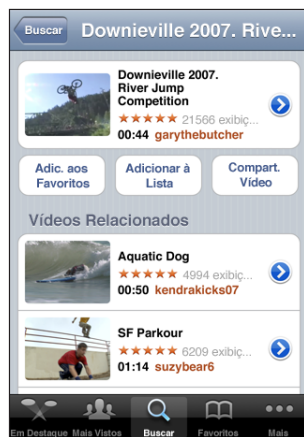 Buscar
Downieville 2007. Rive...
Downieville 2007.
River Jump
Competition
21566 exibiç...
00:44 garythebutcher
Adic. aos
Favoritos
Adicionar à
Lista
Compart.
Vídeo
Vídeos Relacionados
Aquatic Dog
4994 exibiç...
00:50 kendrakicks07
SF Parkour
6209 exibiç...
01:14 suzybear6
Em Destaque Mais Vistos Buscar Favoritos Mais